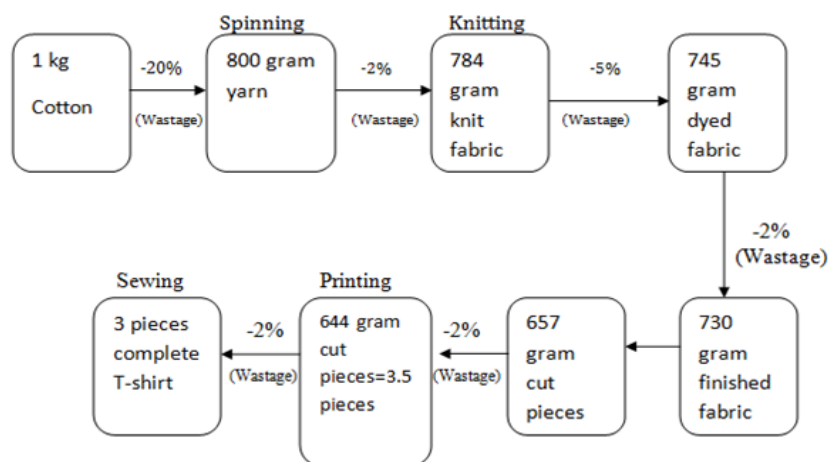 Spinning
Knitting
1 kg
Cotton
-20%
(Wastage)
800 gram
yarn
-2%
(Wastage)
784
gram
knit
fabric
-5%
(Wastage)
745
gram
dyed
fabric
-2%
(Wastage)
Sewing
Printing
3 pieces
complete
T-shirt
-2%
(Wastage)
644 gram
cut
pieces=3.5
pieces
-2%
(Wastage)
657
gram
cut
pieces
730
gram
finished
fabric